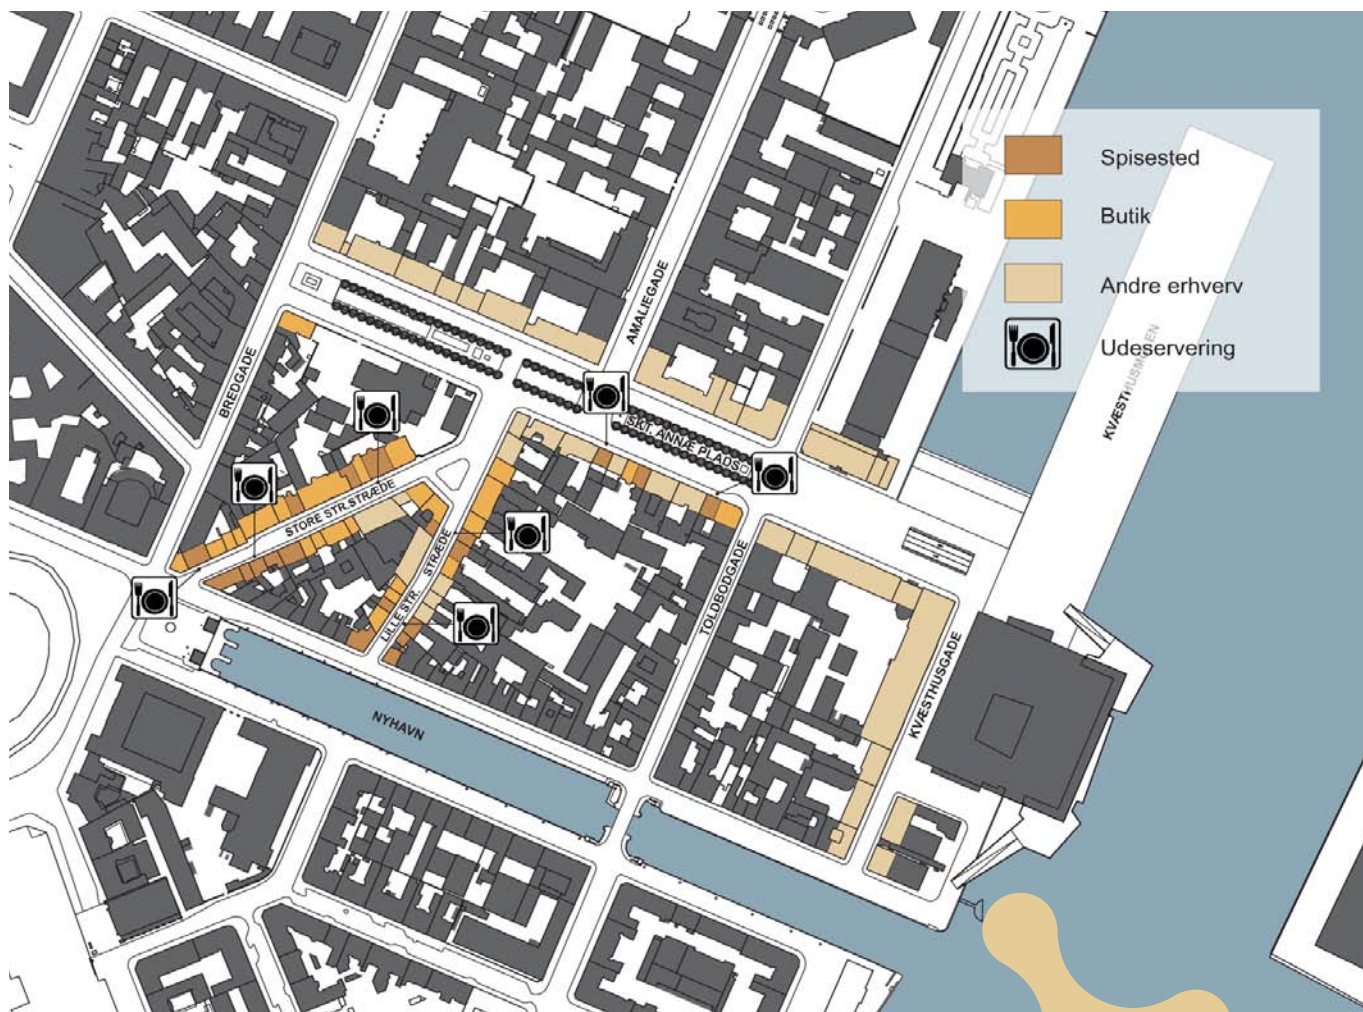 Spisested
Butik
Andre erhverv
Udeservering
KVÆSTHUSMOLEN
AMALIEGADE
BREDGADE
SKT. ANNÆ PLADS
STORE STR.STRÆDE
LILLE STR. STRÆDE
TOLDBODGADE
KVÆSTHUSGADE
NYHAVN